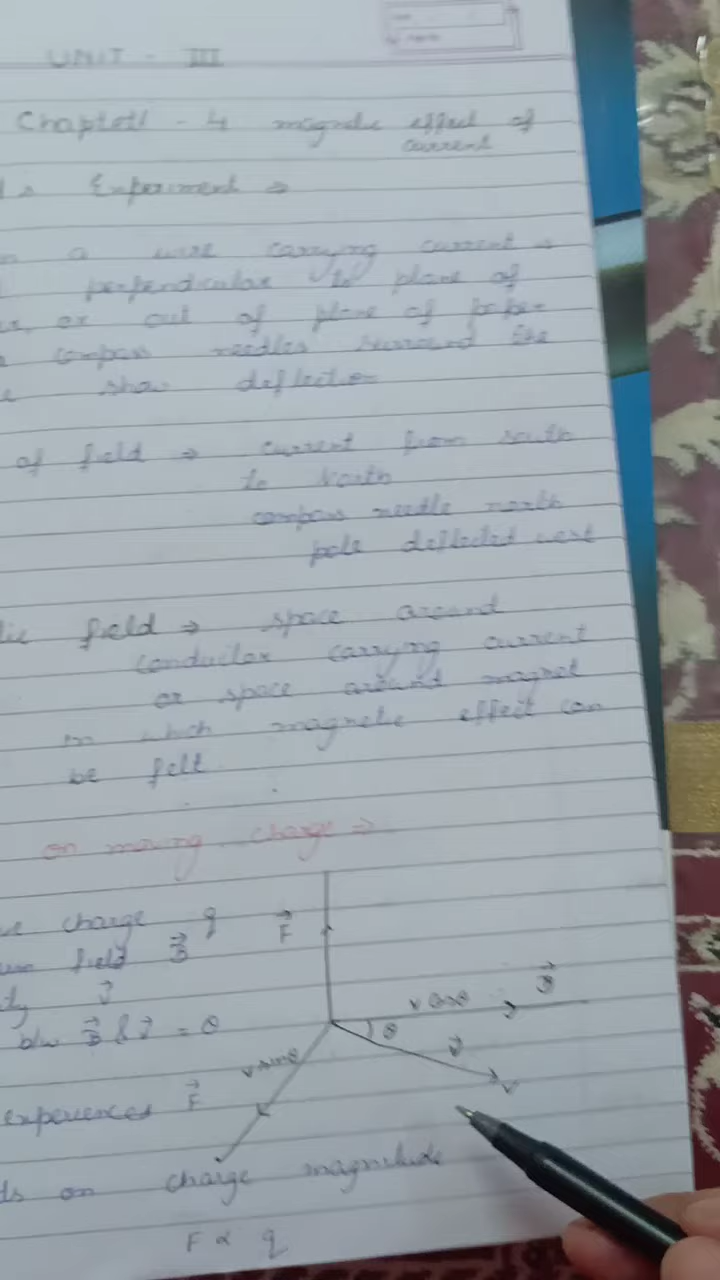 UNIT - III
Chapter - 4 magnetic effect of
current
Experiment ⇒
a wire carrying current
perpendicular to plane of
or out of plane of paper
compass needles surround the
show deflection
of field → current from south
to North
compass needle north
pole deflected west
field → space around
conductor carrying current
or space around magnet
in which magnetic effect can
be felt
on moving charge →
charge q
F
field B
v cosθ
B
b/w B & v = θ
θ
v
v sinθ
experiences F
on charge magnitude
F ∝ q